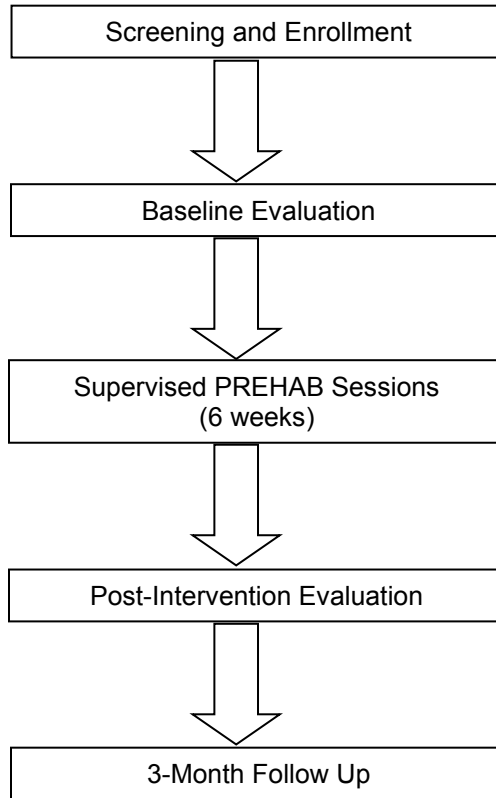 Screening and Enrollment
Baseline Evaluation
Supervised PREHAB Sessions
(6 weeks)
Post-Intervention Evaluation
3-Month Follow Up